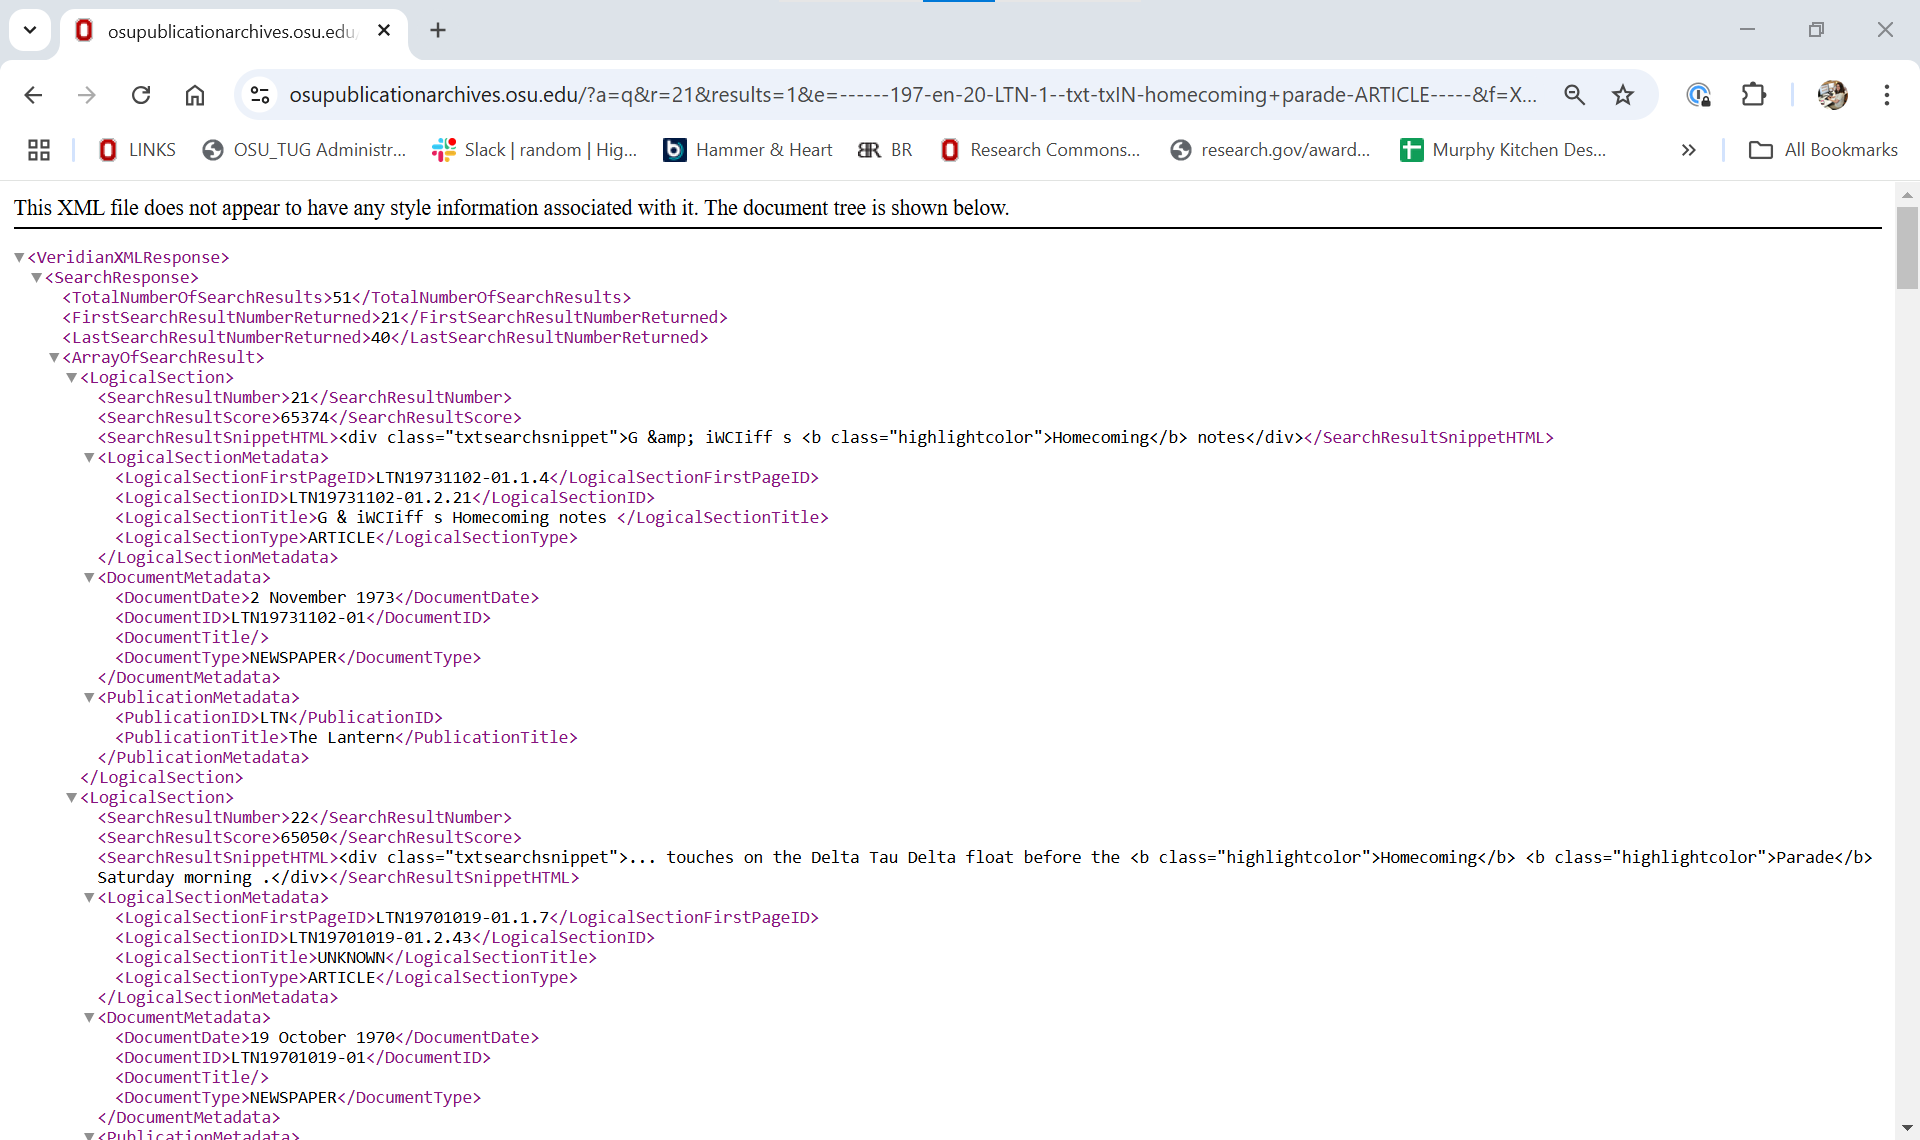 osupublicationarchives.osu.edu/
osupublicationarchives.osu.edu/?a=q&r=21&results=1&e=------197-en-20-LTN-1--txt-txIN-homecoming+parade-ARTICLE-----&f=X...
LINKS
OSU_TUG Administr...
Slack | random | Hig...
b Hammer & Heart
BR BR
Research Commons...
research.gov/award...
Murphy Kitchen Des...
»
All Bookmarks
This XML file does not appear to have any style information associated with it. The document tree is shown below.
▼<VeridianXMLResponse>
▼<SearchResponse>
<TotalNumberOfSearchResults>51</TotalNumberOfSearchResults>
<FirstSearchResultNumberReturned>21</FirstSearchResultNumberReturned>
<LastSearchResultNumberReturned>40</LastSearchResultNumberReturned>
▼<ArrayOfSearchResult>
▼<LogicalSection>
<SearchResultNumber>21</SearchResultNumber>
<SearchResultScore>65374</SearchResultScore>
<SearchResultSnippetHTML><div class="txtsearchsnippet">G &amp; iWCIiff s <b class="highlightcolor">Homecoming</b> notes</div></SearchResultSnippetHTML>
▼<LogicalSectionMetadata>
<LogicalSectionFirstPageID>LTN19731102-01.1.4</LogicalSectionFirstPageID>
<LogicalSectionID>LTN19731102-01.2.21</LogicalSectionID>
<LogicalSectionTitle>G & iWCIiff s Homecoming notes </LogicalSectionTitle>
<LogicalSectionType>ARTICLE</LogicalSectionType>
</LogicalSectionMetadata>
▼<DocumentMetadata>
<DocumentDate>2 November 1973</DocumentDate>
<DocumentID>LTN19731102-01</DocumentID>
<DocumentTitle/>
<DocumentType>NEWSPAPER</DocumentType>
</DocumentMetadata>
▼<PublicationMetadata>
<PublicationID>LTN</PublicationID>
<PublicationTitle>The Lantern</PublicationTitle>
</PublicationMetadata>
</LogicalSection>
▼<LogicalSection>
<SearchResultNumber>22</SearchResultNumber>
<SearchResultScore>65050</SearchResultScore>
<SearchResultSnippetHTML><div class="txtsearchsnippet">... touches on the Delta Tau Delta float before the <b class="highlightcolor">Homecoming</b> <b class="highlightcolor">Parade</b>
Saturday morning .</div></SearchResultSnippetHTML>
▼<LogicalSectionMetadata>
<LogicalSectionFirstPageID>LTN19701019-01.1.7</LogicalSectionFirstPageID>
<LogicalSectionID>LTN19701019-01.2.43</LogicalSectionID>
<LogicalSectionTitle>UNKNOWN</LogicalSectionTitle>
<LogicalSectionType>ARTICLE</LogicalSectionType>
</LogicalSectionMetadata>
▼<DocumentMetadata>
<DocumentDate>19 October 1970</DocumentDate>
<DocumentID>LTN19701019-01</DocumentID>
<DocumentTitle/>
<DocumentType>NEWSPAPER</DocumentType>
</DocumentMetadata>
▼<PublicationMetadata>